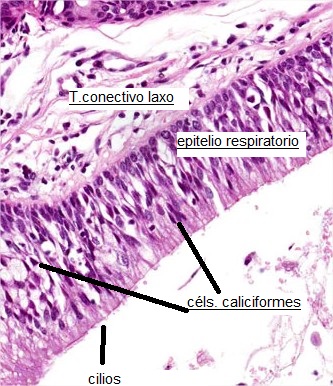 T.conectivo laxo
epitelio respiratorio
céls. caliciformes
cilios